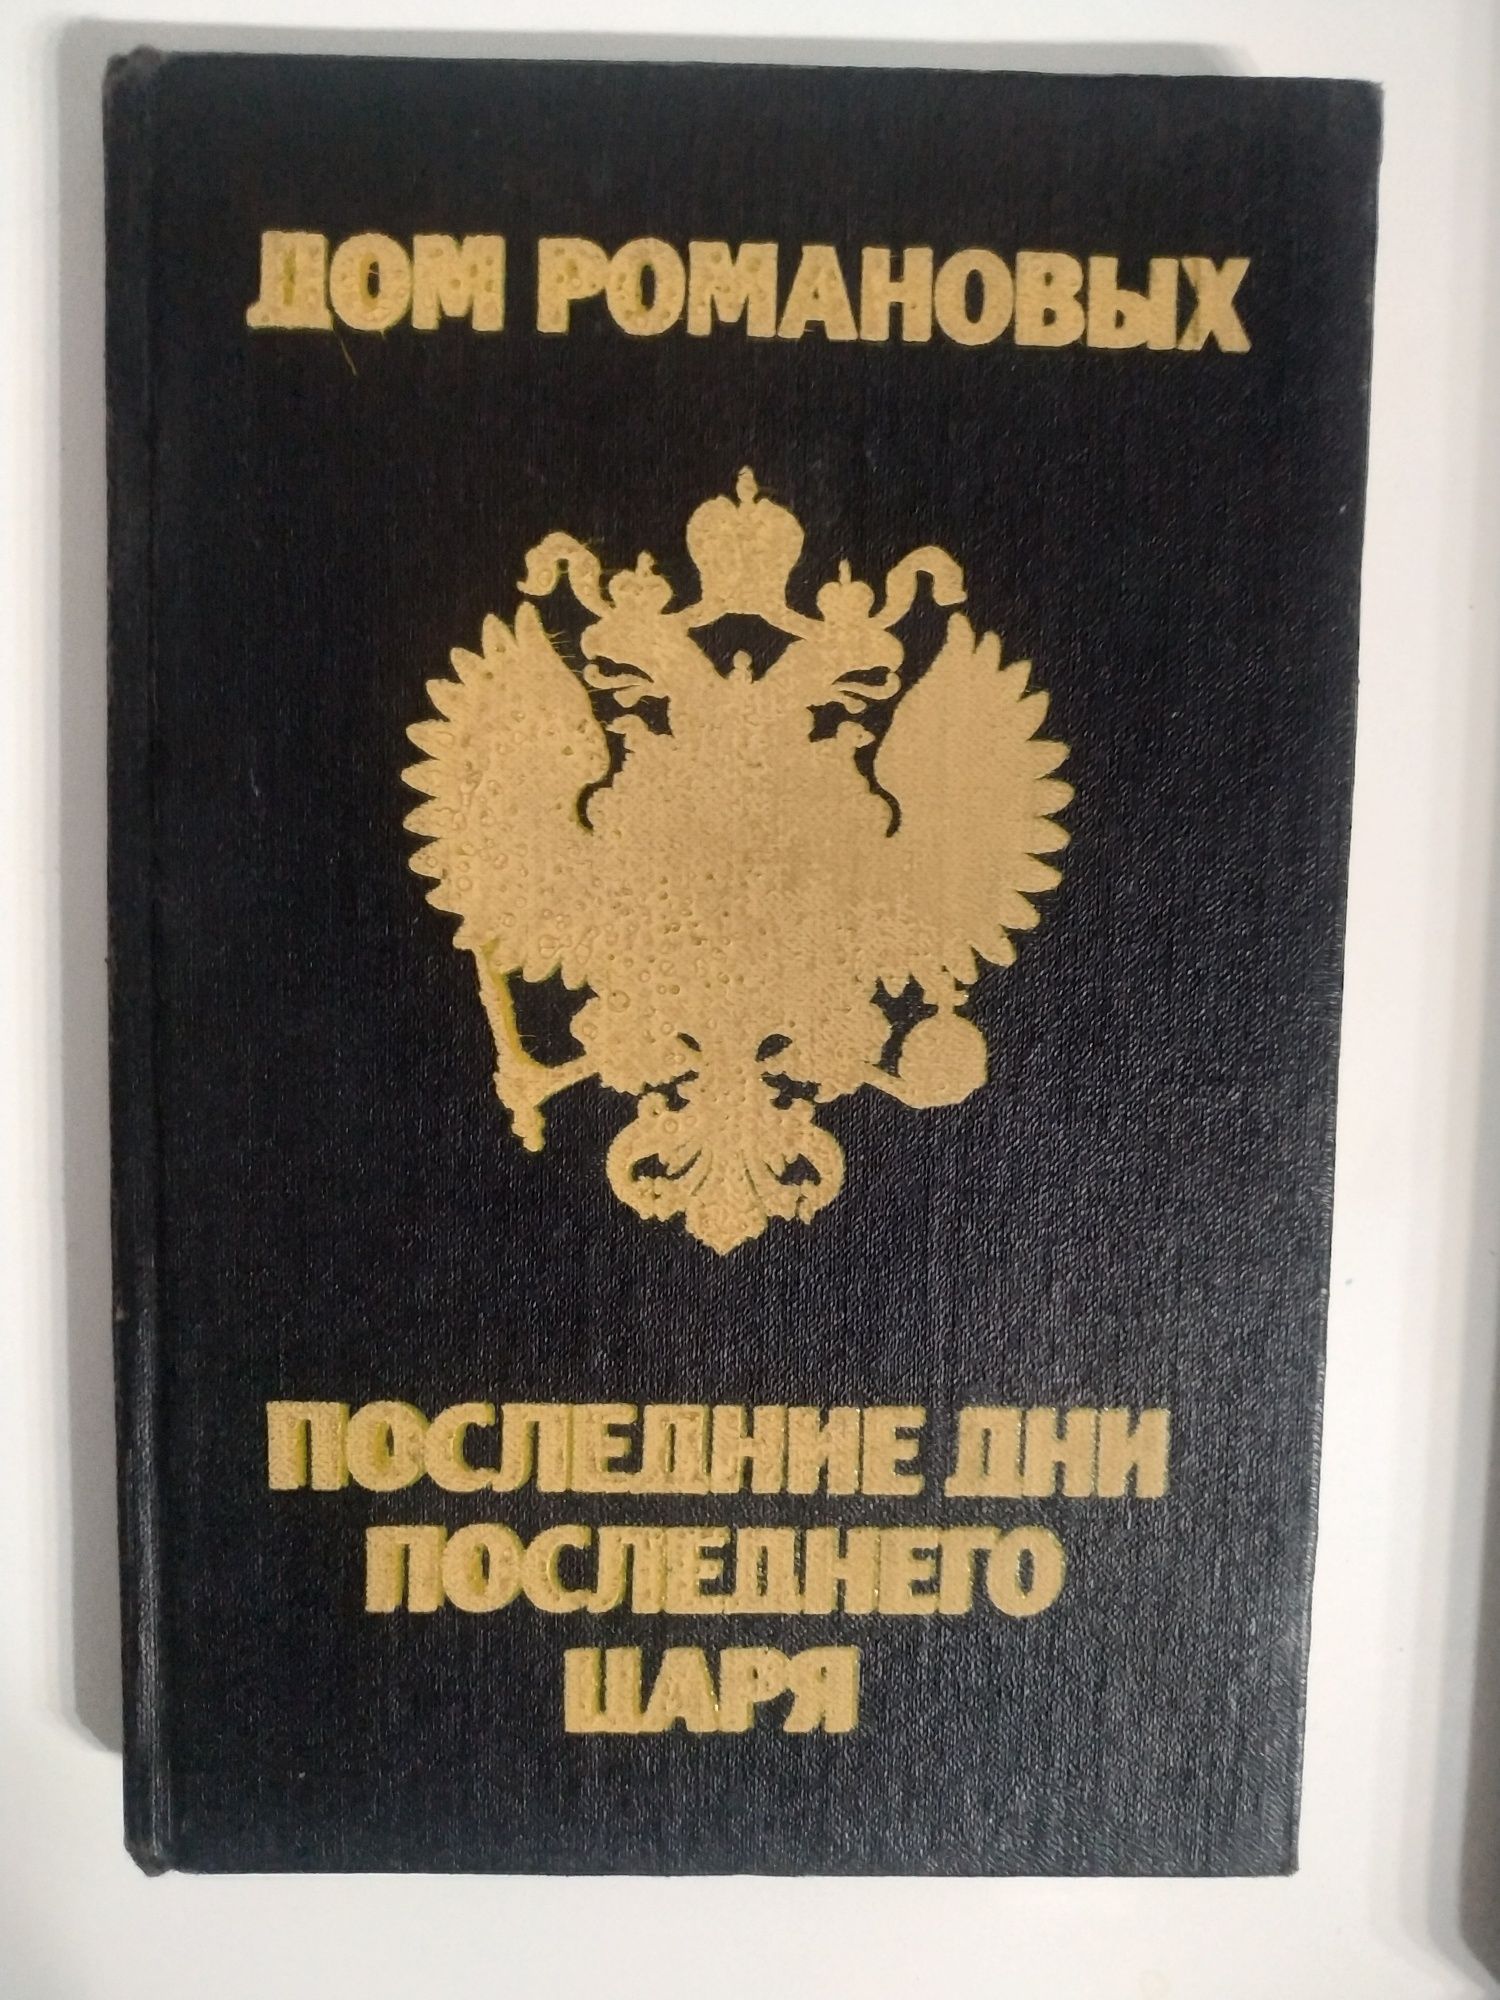 ДОМ РОМАНОВЫХ
ПОСЛЕДНИЕ ДНИ
ПОСЛЕДНЕГО
ЦАРЯ